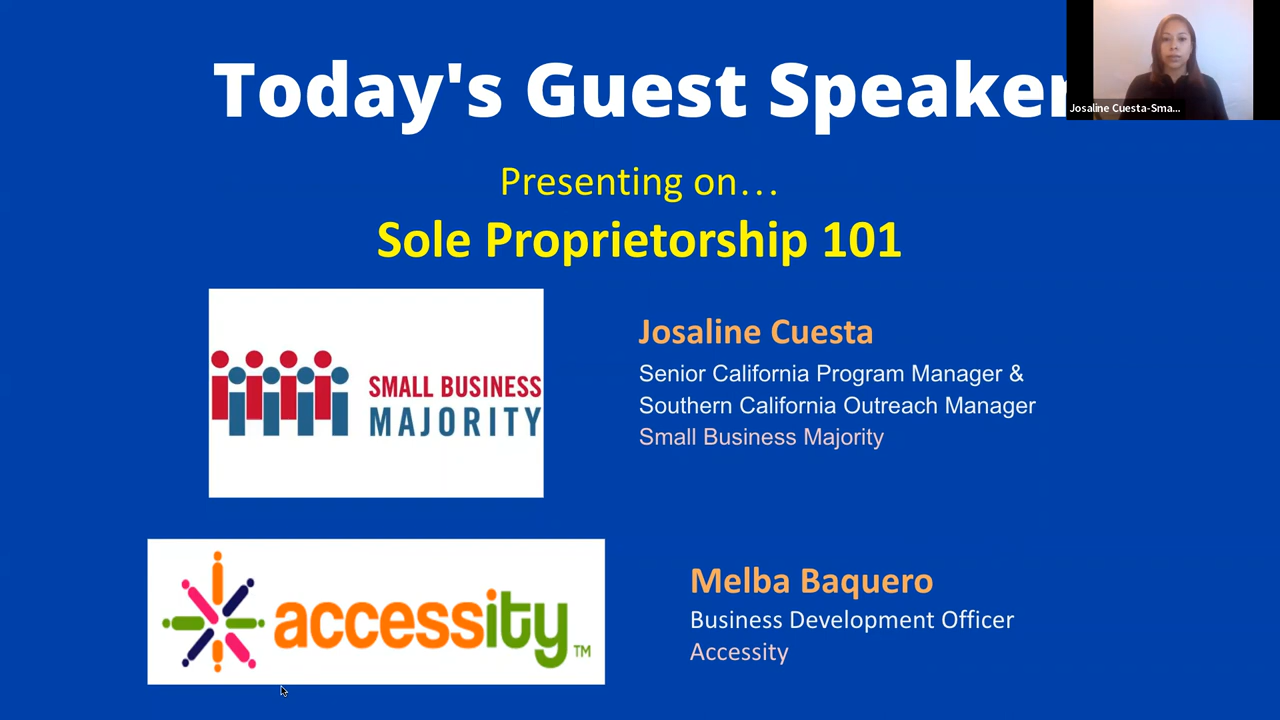 Today's Guest Speaker
Josaline Cuesta-Sma...
Presenting on...
Sole Proprietorship 101
SMALL BUSINESS
MAJORITY
Josaline Cuesta
Senior California Program Manager &
Southern California Outreach Manager
Small Business Majority
accessity TM
Melba Baquero
Business Development Officer
Accessity